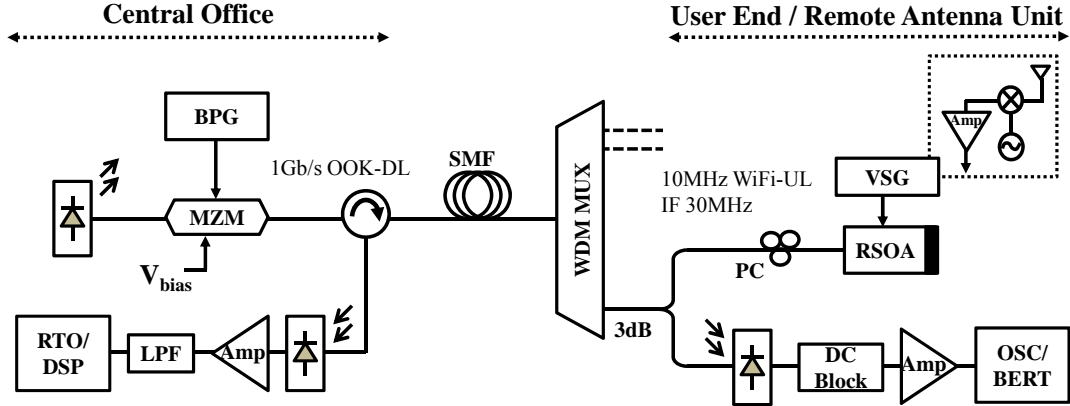 Central Office
User End / Remote Antenna Unit
BPG
1Gb/s OOK-DL
SMF
MZM
V_bias
RTO/
DSP
LPF
Amp
WDM MUX
3dB
10MHz WiFi-UL
IF 30MHz
PC
VSG
RSOA
Amp
DC
Block
Amp
OSC/
BERT